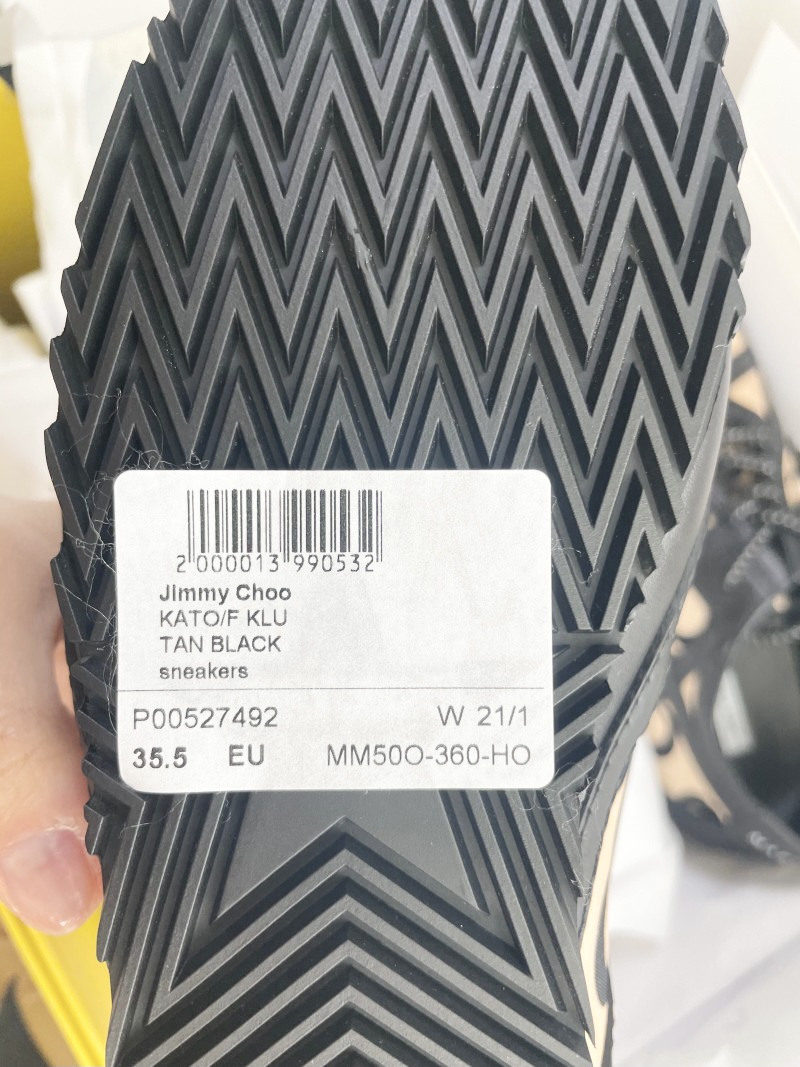 2 000013 990532
Jimmy Choo
KATO/F KLU
TAN BLACK
sneakers
P00527492 W 21/1
35.5 EU MM50O-360-HO